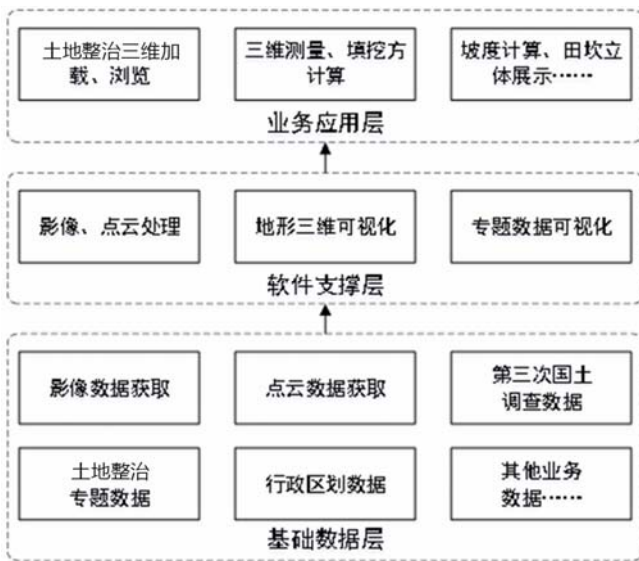 土地整治三维加
载、浏览
三维测量、填挖方
计算
坡度计算、田坎立
体展示……
业务应用层
影像、点云处理
地形三维可视化
专题数据可视化
软件支撑层
影像数据获取
点云数据获取
第三次国土
调查数据
土地整治
专题数据
行政区划数据
其他业务
数据……
基础数据层